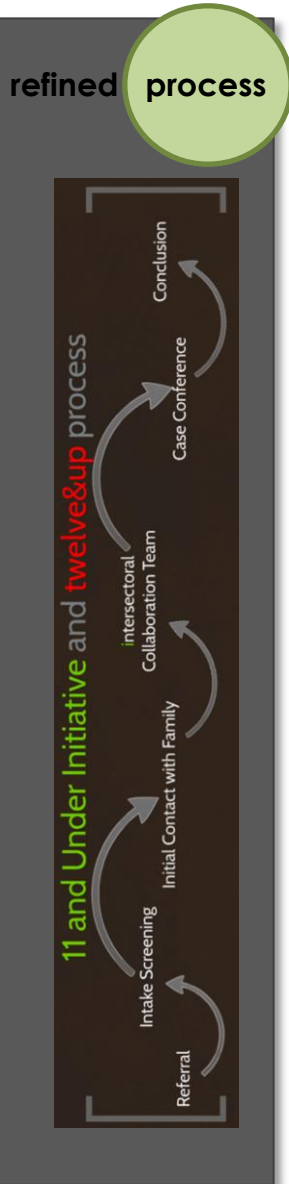 refined process
11 and Under Initiative and twelve&up process
Referral
Intake Screening
Initial Contact with Family
intersectoral
Collaboration Team
Case Conference
Conclusion